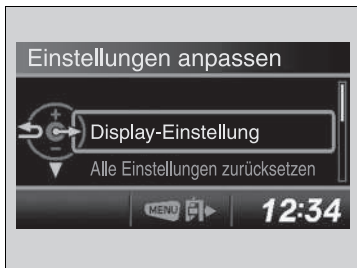 Einstellungen anpassen
Display-Einstellung
Alle Einstellungen zurücksetzen
MENU
12:34